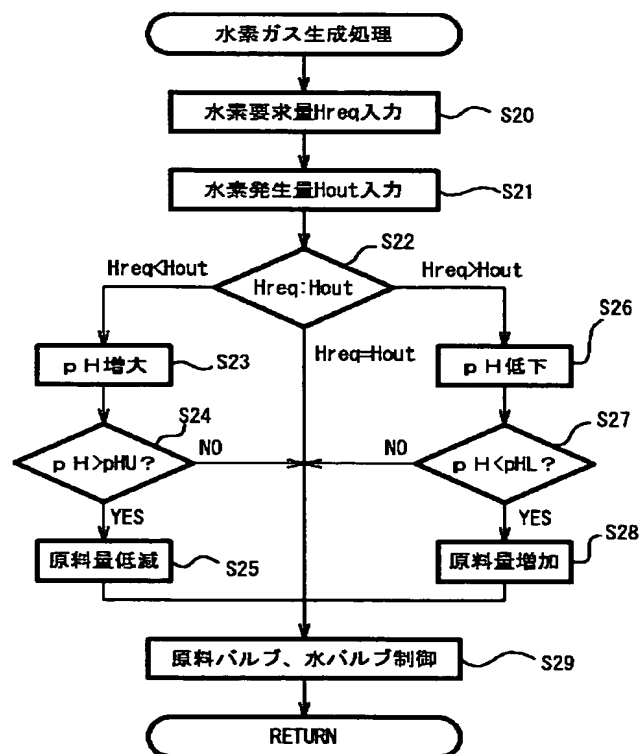 水素ガス生成処理
水素要求量Hreq入力
S20
水素発生量Hout入力
S21
S22
Hreq<Hout
Hreq:Hout
Hreq>Hout
S26
Hreq=Hout
pH増大
S23
pH低下
S24
S27
pH>pHU?
NO
NO
pH<pHL?
YES
YES
原料量低減
S25
原料量増加
S28
原料バルブ、水バルブ制御
S29
RETURN